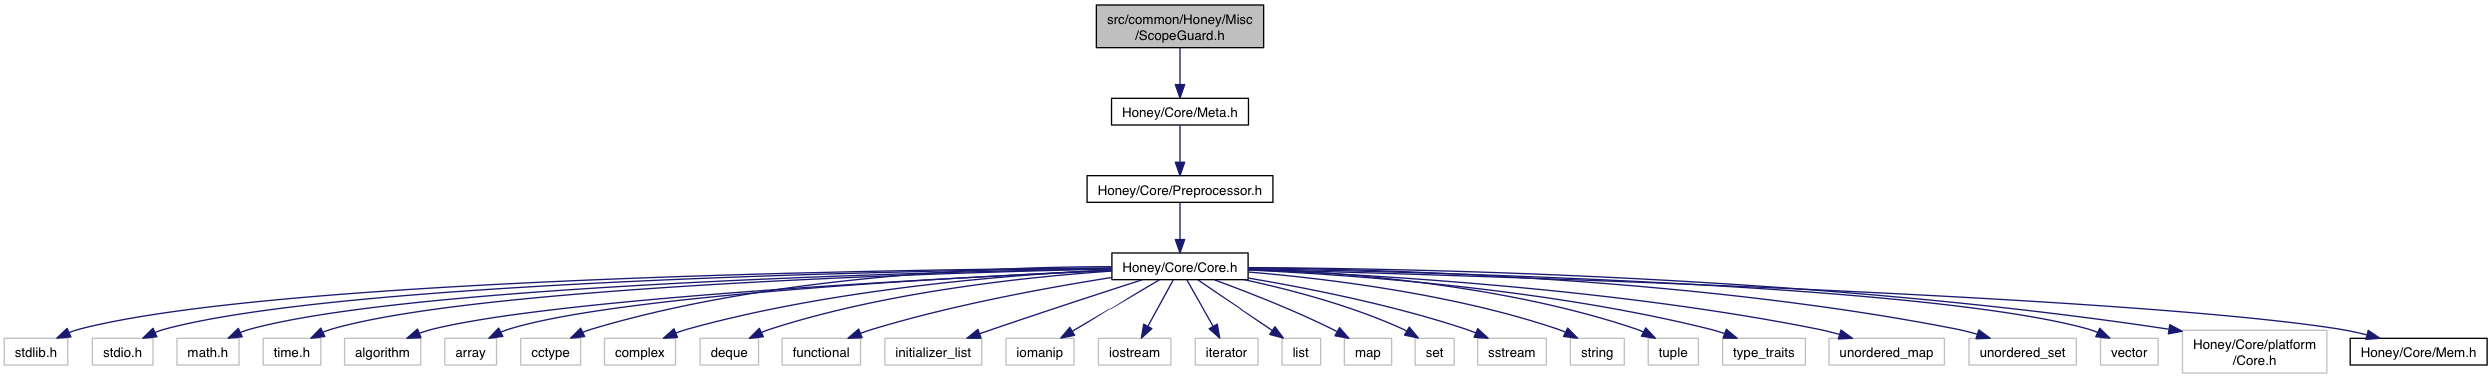 src/common/Honey/Misc
/ScopeGuard.h
Honey/Core/Meta.h
Honey/Core/Preprocessor.h
Honey/Core/Core.h
stdlib.h
stdio.h
math.h
time.h
algorithm
array
cctype
complex
deque
functional
initializer_list
iomanip
iostream
iterator
list
map
set
sstream
string
tuple
type_traits
unordered_map
unordered_set
vector
Honey/Core/platform
/Core.h
Honey/Core/Mem.h